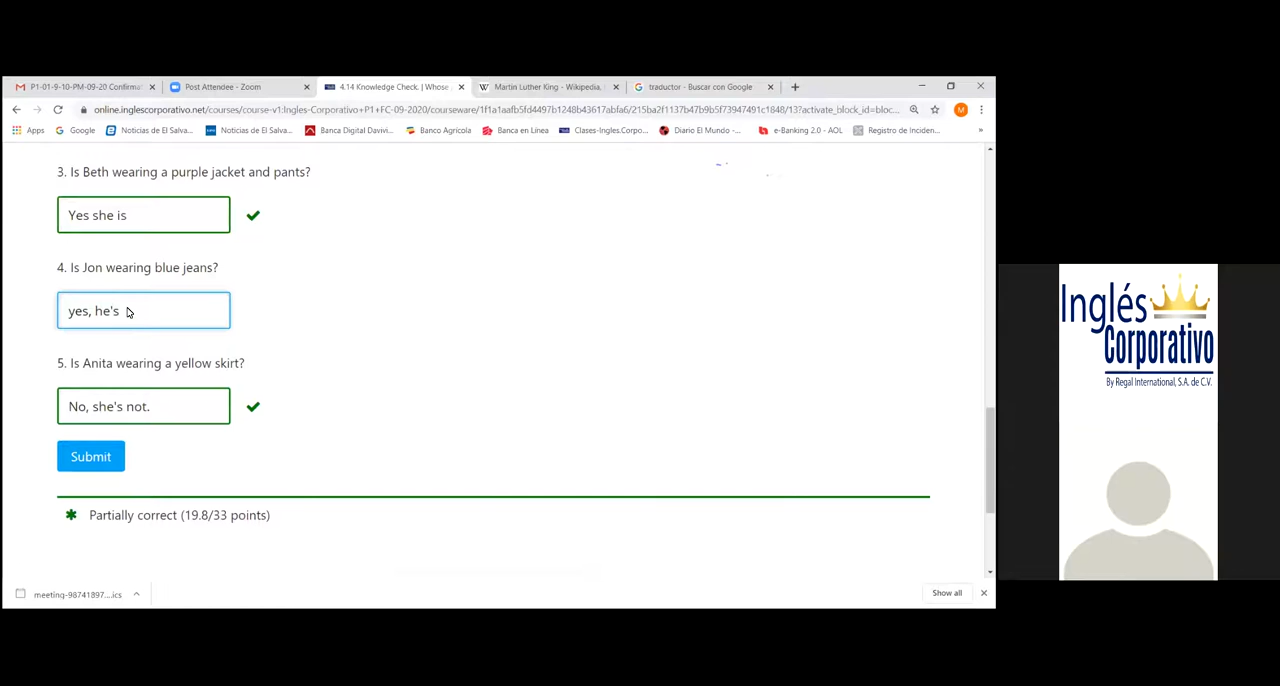 P1-01-9-10-PM-09-20 Confirma
Post Attendee - Zoom
4.14 Knowledge Check. | Whose
Martin Luther King - Wikipedia,
traductor - Buscar con Google
online.inglescorporativo.net/courses/course-v1:Ingles-Corporativo+P1+FC-09-2020/courseware/1f1a1aafb5fd4497b1248b43617abfa6/215ba2f1137b47b9b5f73947491c1848/13?activate_block_id=bloc...
Apps
Google
Noticias de El Salva...
Noticias de El Salva...
Banca Digital Davivi...
Banco Agrícola
Banca en Línea
Clases-Ingles.Corpo...
Diario El Mundo -...
e-Banking 2.0 - AOL
Registro de Inciden...
3. Is Beth wearing a purple jacket and pants?
Yes she is
4. Is Jon wearing blue jeans?
yes, he's
5. Is Anita wearing a yellow skirt?
No, she's not.
Submit
Partially correct (19.8/33 points)
meeting-98741897....ics
Show all
Inglés
Corporativo
By Regal International, S.A. de C.V.